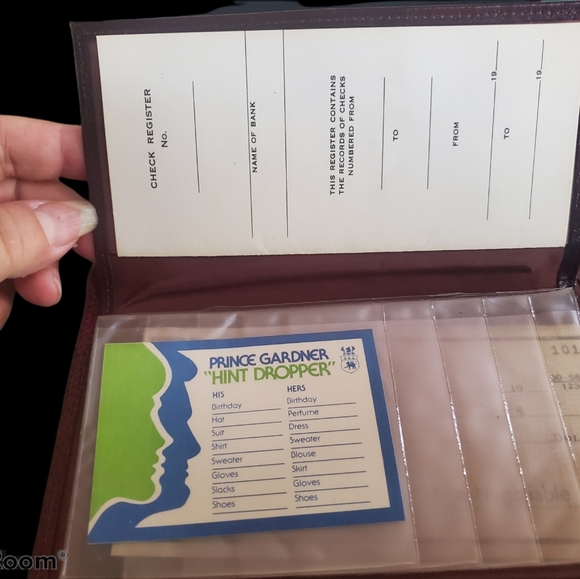 CHECK REGISTER
No.
NAME OF BANK
THIS REGISTER CONTAINS
THE RECORDS OF CHECKS
NUMBERED FROM
TO
FROM
19
TO
19
PRINCE GARDNER
"HINT DROPPER"
HIS
Birthday
Hat
Suit
Shirt
Sweater
Gloves
Slacks
Shoes
HERS
Birthday
Perfume
Dress
Sweater
Blouse
Skirt
Gloves
Shoes
101
19
$
Room